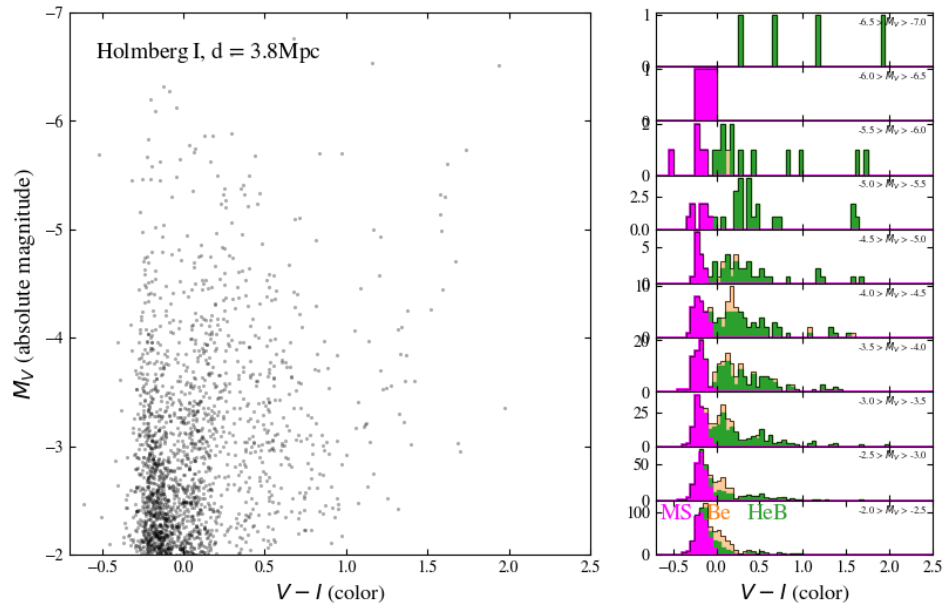 Holmberg I, d = 3.8Mpc
−7
−6
−5
−4
−3
−2
M_V (absolute magnitude)
−0.5 0.0 0.5 1.0 1.5 2.0 2.5
V − I (color)
1
0
-6.5 > M_V > -7.0
1
0
-6.0 > M_V > -6.5
2
0
-5.5 > M_V > -6.0
2.5
0.0
-5.0 > M_V > -5.5
5
0
-4.5 > M_V > -5.0
10
0
-4.0 > M_V > -4.5
20
0
-3.5 > M_V > -4.0
25
0
-3.0 > M_V > -3.5
50
0
-2.5 > M_V > -3.0
MS Be HeB
100
0
-2.0 > M_V > -2.5
−0.5 0.0 0.5 1.0 1.5 2.0 2.5
V − I (color)